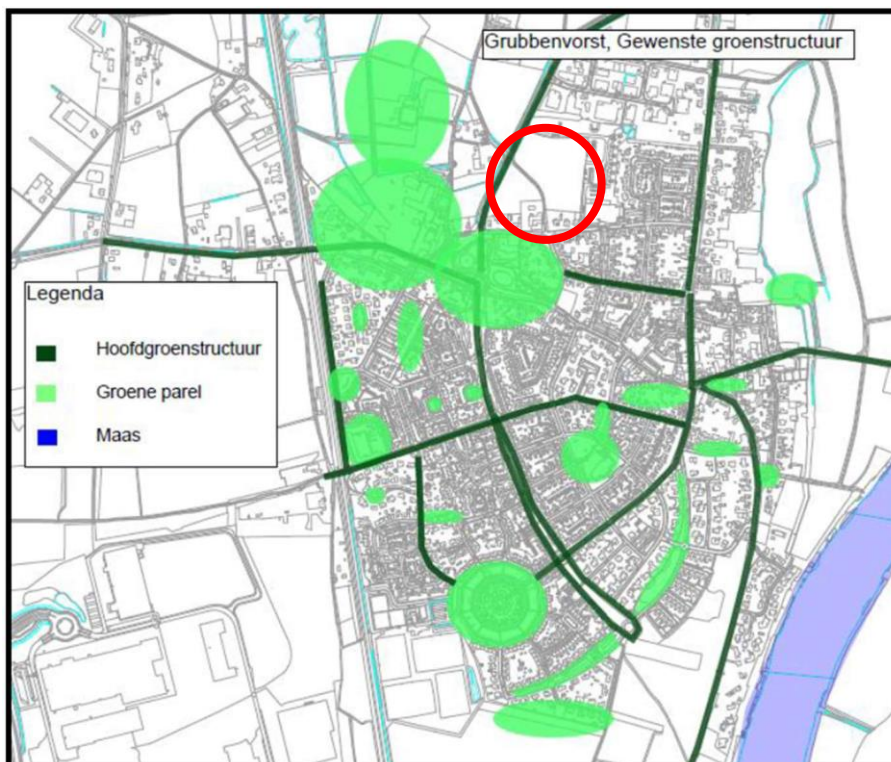 Grubbenvorst, Gewenste groenstructuur
Legenda
Hoofdgroenstructuur
Groene parel
Maas